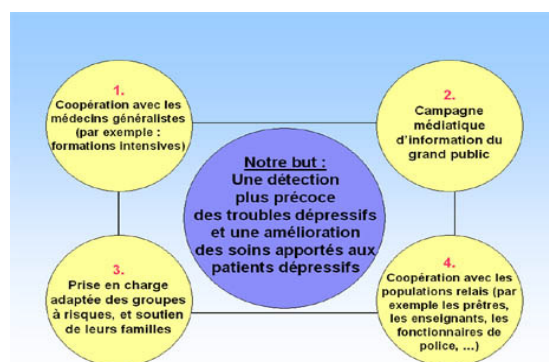 1.
Coopération avec les
médecins généralistes
(par exemple :
formations intensives)
2.
Campagne
médiatique
d'information du
grand public
Notre but :
Une détection
plus précoce
des troubles dépressifs
et une amélioration
des soins apportés aux
patients dépressifs
3.
Prise en charge
adaptée des groupes
à risques, et soutien
de leurs familles
4.
Coopération avec les
populations relais (par
exemple les prêtres,
les enseignants, les
fonctionnaires de
police, ...)